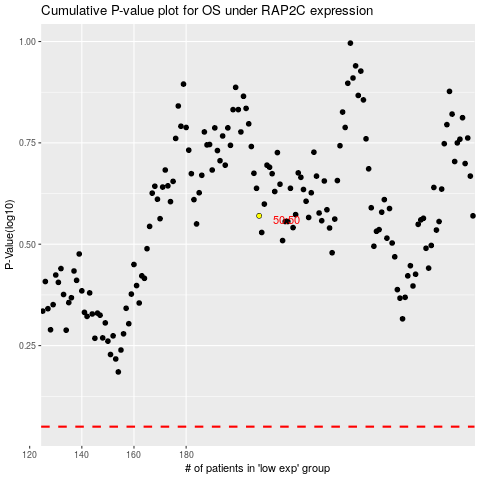 Cumulative P-value plot for OS under RAP2C expression
P-Value(log10)
1.00
0.75
0.50
0.25
50:50
120 140 160 180
# of patients in 'low exp' group